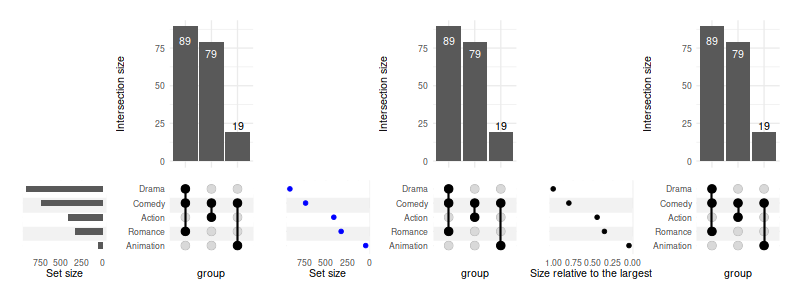 75
50
25
0
Intersection size
89
79
19
Drama
Comedy
Action
Romance
Animation
750 500 250 0
Set size
group
75
50
25
0
Intersection size
89
79
19
Drama
Comedy
Action
Romance
Animation
750 500 250 0
Set size
group
75
50
25
0
Intersection size
89
79
19
Drama
Comedy
Action
Romance
Animation
1.00 0.75 0.50 0.25 0.00
Size relative to the largest
group